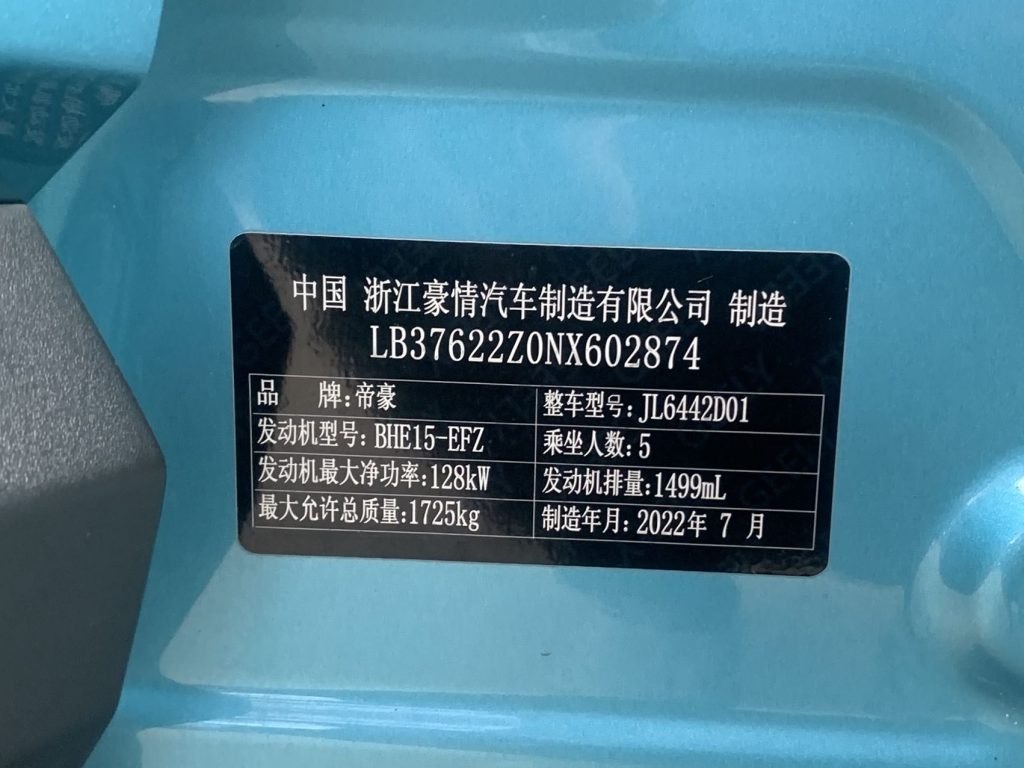 中国 浙江豪情汽车制造有限公司 制造
LB37622Z0NX602874
品 牌:帝豪
整车型号:JL6442D01
发动机型号:BHE15-EFZ
乘坐人数:5
发动机最大净功率:128kW
发动机排量:1499mL
最大允许总质量:1725kg
制造年月:2022年 7 月